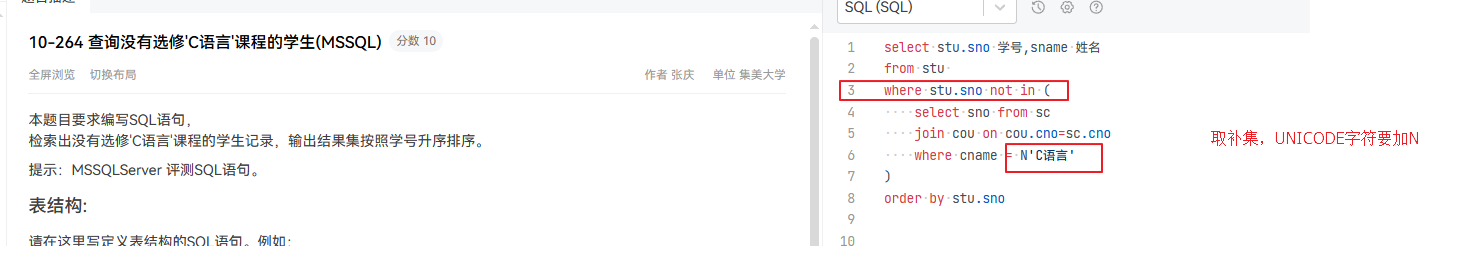 10-264 查询没有选修'C语言'课程的学生(MSSQL) 分数 10
全屏浏览 切换布局 作者 张庆 单位 集美大学
本题目要求编写SQL语句，
检索出没有选修'C语言'课程的学生记录，输出结果集按照学号升序排序。
提示：MSSQLServer 评测SQL语句。
表结构:
请在这里写定义表结构的SQL语句。例如：
SQL (SQL)
1 select stu.sno 学号,sname 姓名
2 from stu
3 where stu.sno not in (
4 select sno from sc
5 join cou on cou.cno=sc.cno
6 where cname = N'C语言'
7 )
8 order by stu.sno
9
10
取补集，UNICODE字符要加N